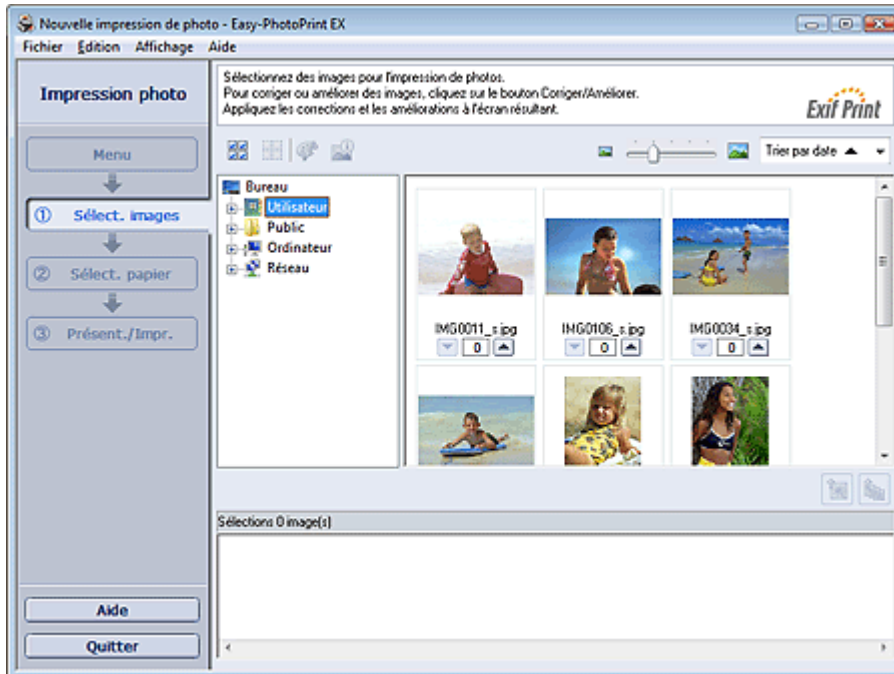 Nouvelle impression de photo - Easy-PhotoPrint EX
Fichier Édition Affichage Aide
Impression photo
Menu
① Sélect. images
② Sélect. papier
③ Présent./Impr.
Aide
Quitter
Sélectionnez des images pour l'impression de photos.
Pour corriger ou améliorer des images, cliquez sur le bouton Corriger/Améliorer.
Appliquez les corrections et les améliorations à l'écran résultant.
Exif Print
Trier par date
Bureau
Utilisateur
Public
Ordinateur
Réseau
IMG0011_s.jpg
0
IMG0106_s.jpg
0
IMG0034_s.jpg
0
Sélections 0 image(s)